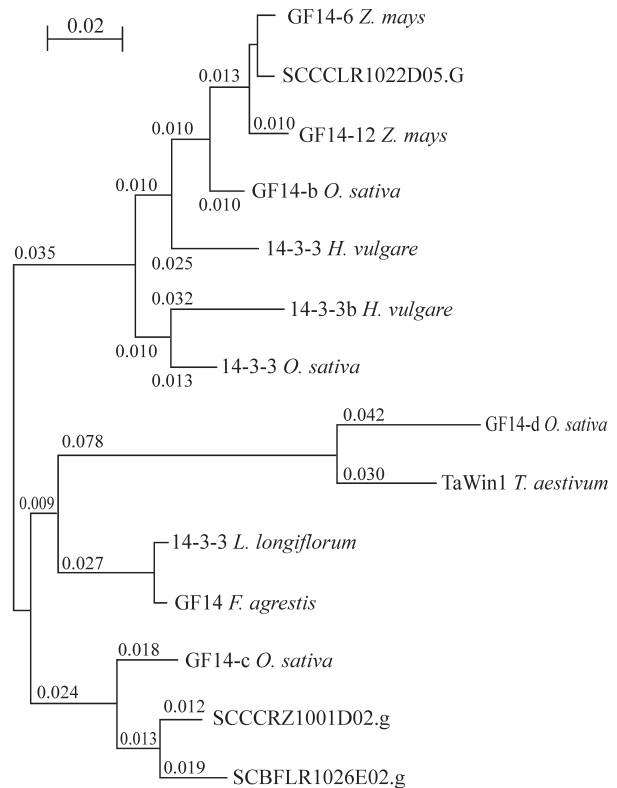 0.02
GF14-6 Z. mays
0.013
SCCCLR1022D05.G
0.010
0.010
GF14-12 Z. mays
0.010
GF14-b O. sativa
0.010
14-3-3 H. vulgare
0.035
0.025
0.032
14-3-3b H. vulgare
0.010
14-3-3 O. sativa
0.013
0.042
GF14-d O. sativa
0.078
0.030
TaWin1 T. aestivum
0.009
14-3-3 L. longiflorum
0.027
GF14 F. agrestis
0.018
GF14-c O. sativa
0.024
0.012
SCCCRZ1001D02.g
0.013
0.019
SCBFLR1026E02.g